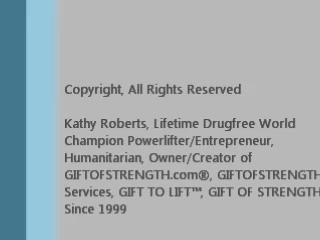 Copyright, All Rights Reserved
Kathy Roberts, Lifetime Drugfree World
Champion Powerlifter/Entrepreneur,
Humanitarian, Owner/Creator of
GIFTOFSTRENGTH.com®, GIFTOFSTRENGTH
Services, GIFT TO LIFT™, GIFT OF STRENGTH
Since 1999